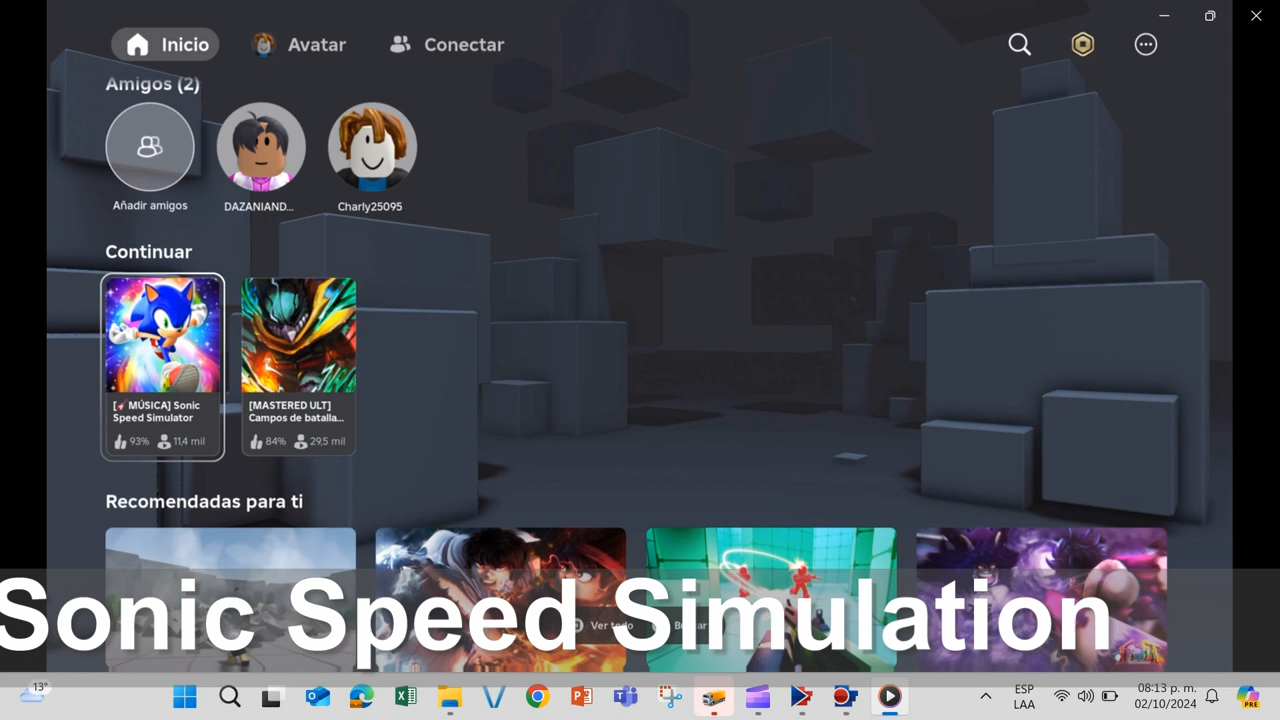 Inicio
Avatar
Conectar
Amigos (2)
Añadir amigos
DAZANIAND...
Charly25095
Continuar
[🚀 MÚSICA] Sonic
Speed Simulator
93% 11,4 mil
[MASTERED ULT]
Campos de batalla...
84% 29,5 mil
Recomendadas para ti
Ver todo
Buscar
Sonic Speed Simulation
13°
ESP
LAA
08:13 p. m.
02/10/2024
PRE